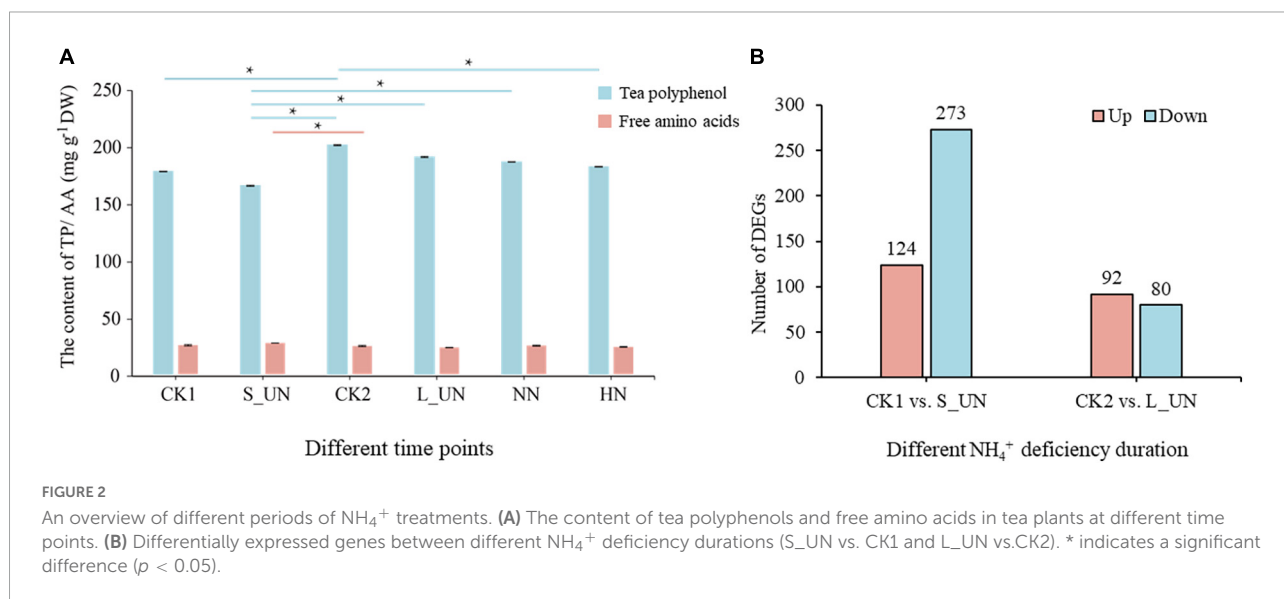 A
B
*
*
*
*
*
*
The content of TP/ AA (mg g⁻¹ DW)
250
200
150
100
50
0
Tea polyphenol
Free amino acids
CK1 S_UN CK2 L_UN NN HN
Different time points
Number of DEGs
300
250
200
150
100
50
0
Up Down
124 273 92 80
CK1 vs. S_UN CK2 vs. L_UN
Different NH₄⁺ deficiency duration
FIGURE 2
An overview of different periods of NH₄⁺ treatments. (A) The content of tea polyphenols and free amino acids in tea plants at different time
points. (B) Differentially expressed genes between different NH₄⁺ deficiency durations (S_UN vs. CK1 and L_UN vs.CK2). * indicates a significant
difference (p < 0.05).